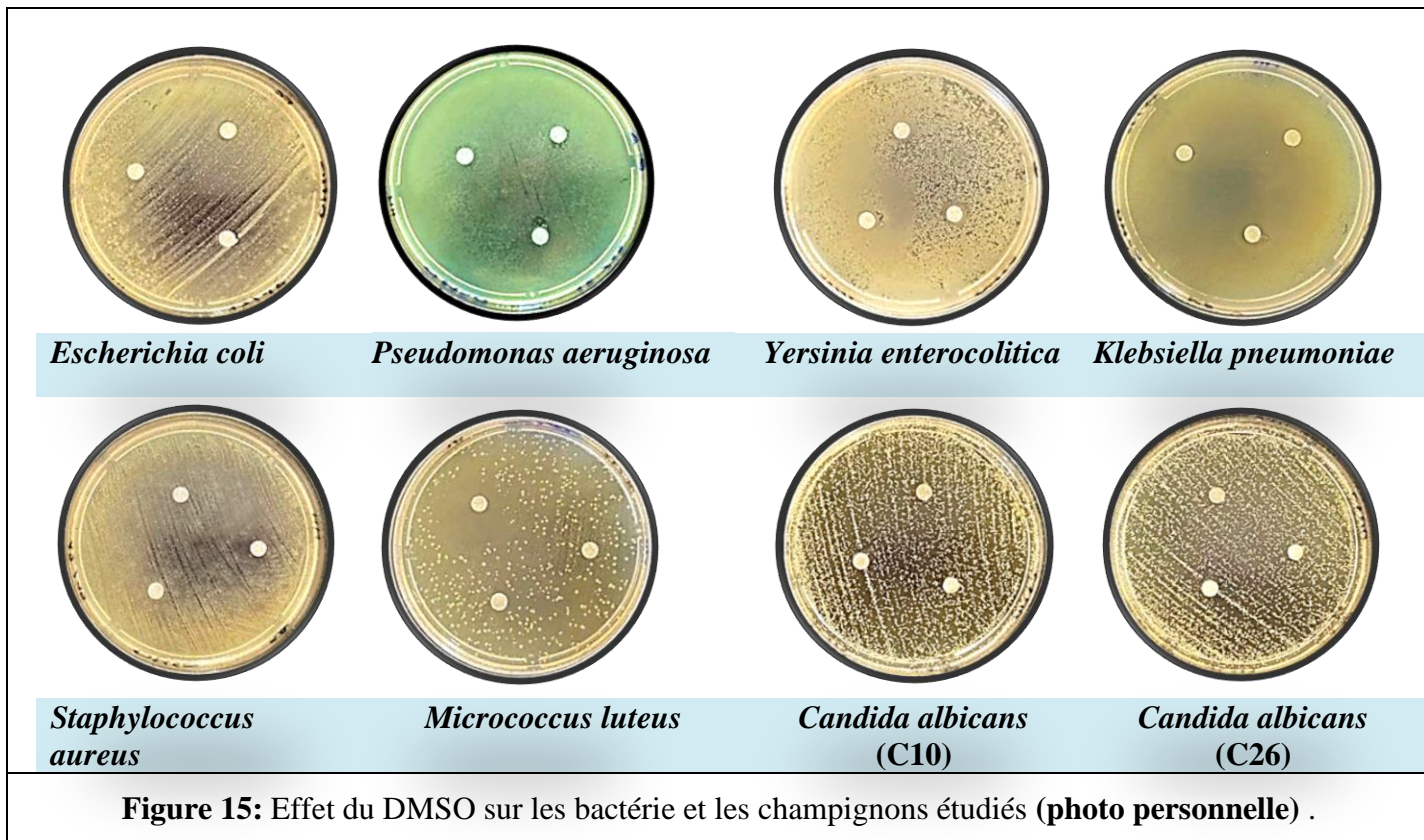 Escherichia coli
Pseudomonas aeruginosa
Yersinia enterocolitica
Klebsiella pneumoniae
Staphylococcus
aureus
Micrococcus luteus
Candida albicans
(C10)
Candida albicans
(C26)
Figure 15: Effet du DMSO sur les bactérie et les champignons étudiés (photo personnelle) .